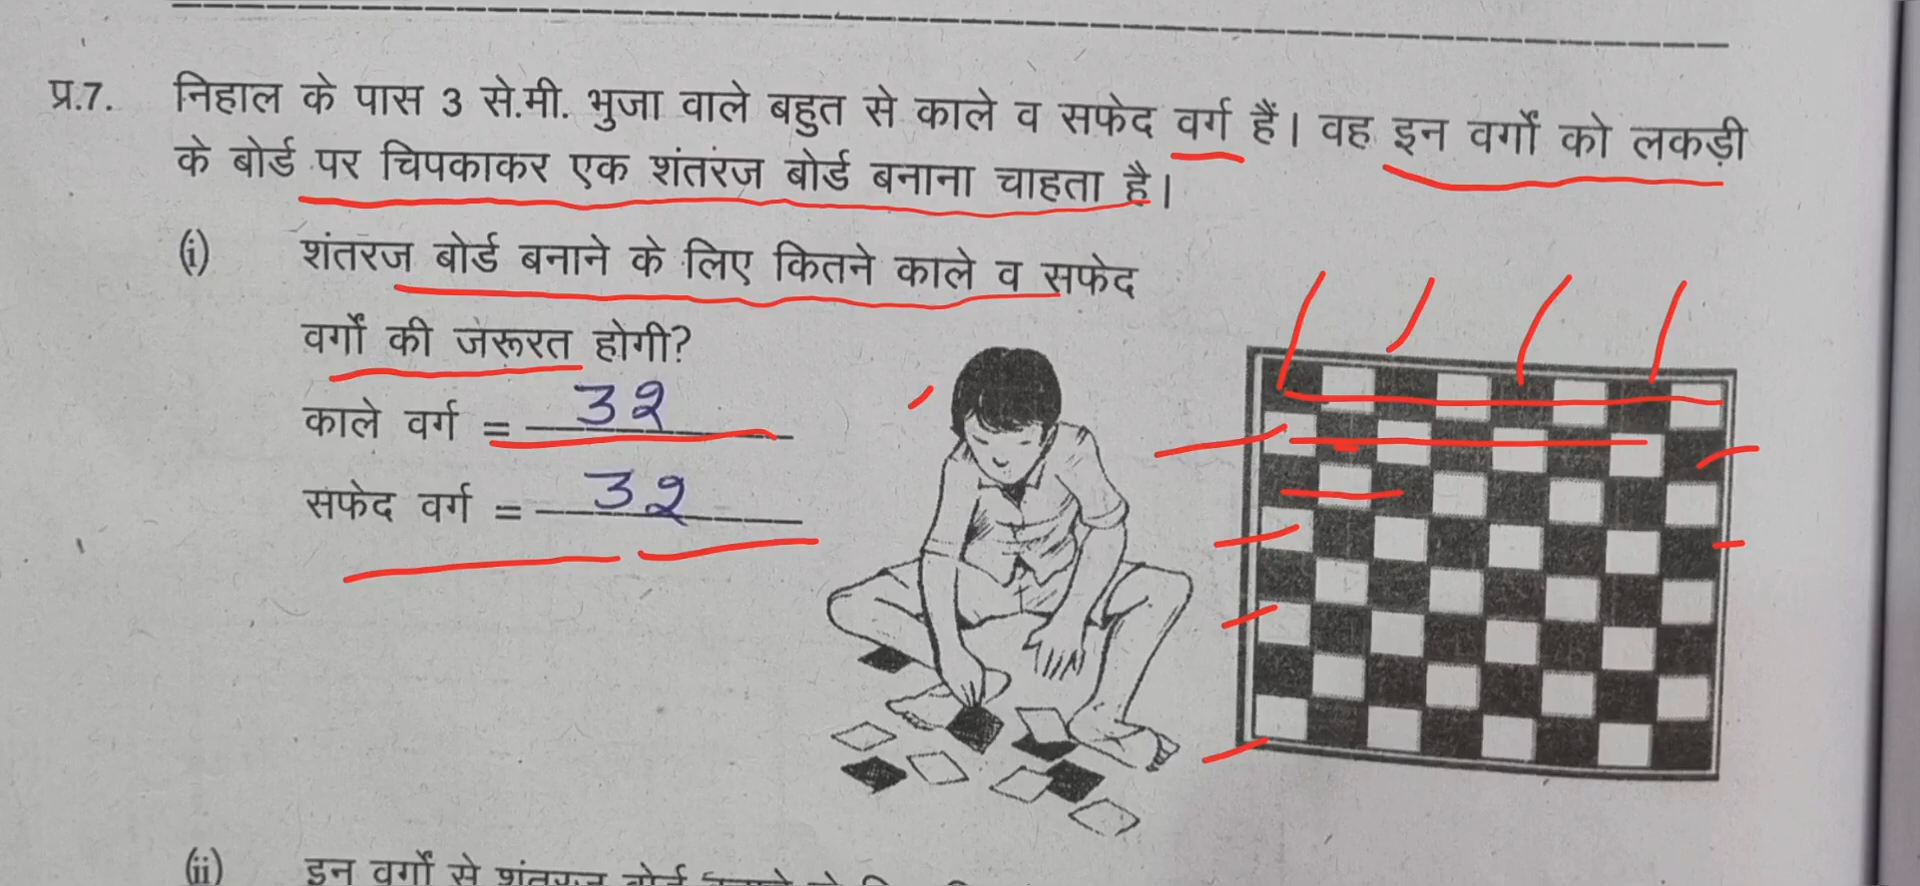 प्र.7. निहाल के पास 3 से.मी. भुजा वाले बहुत से काले व सफेद वर्ग हैं। वह इन वर्गों को लकड़ी
के बोर्ड पर चिपकाकर एक शंतरंज बोर्ड बनाना चाहता है।
(i) शंतरज बोर्ड बनाने के लिए कितने काले व सफेद
वर्गों की जरूरत होगी?
काले वर्ग = 32
सफेद वर्ग = 32
(ii) इन वर्गों से शंतरज बोर्ड